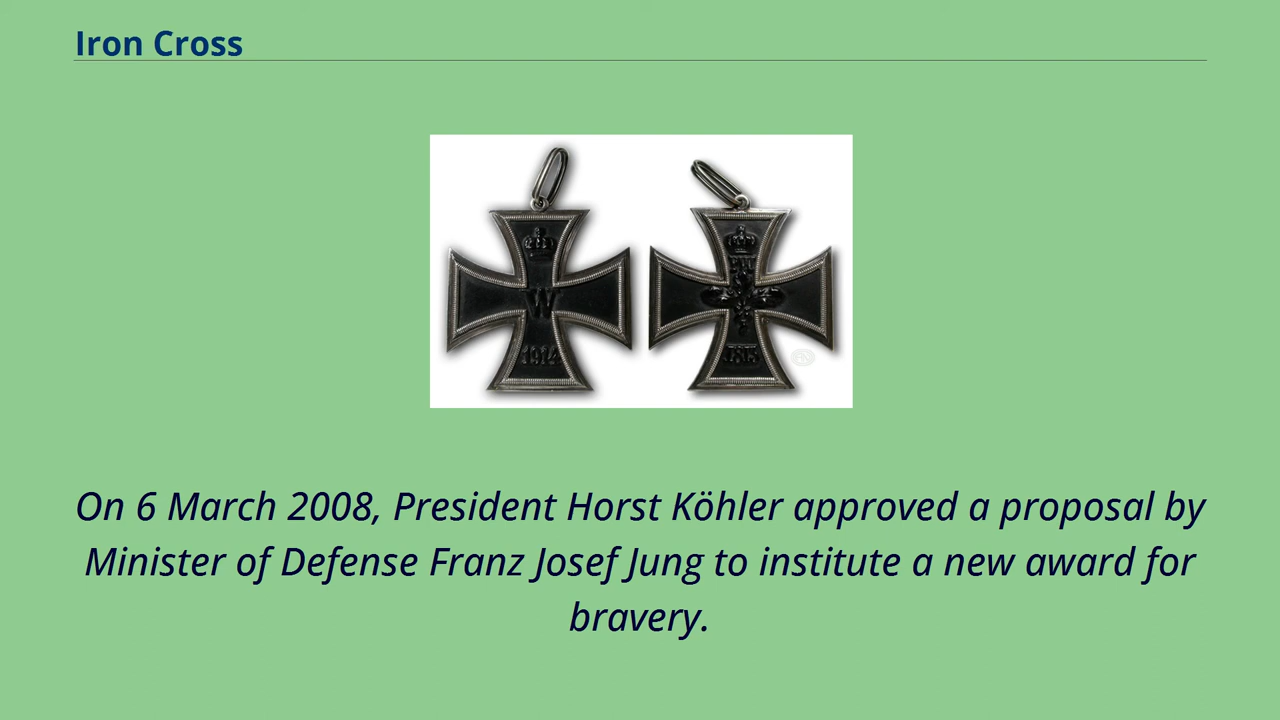 Iron Cross
W
1914
FW
1813
On 6 March 2008, President Horst Köhler approved a proposal by
Minister of Defense Franz Josef Jung to institute a new award for
bravery.